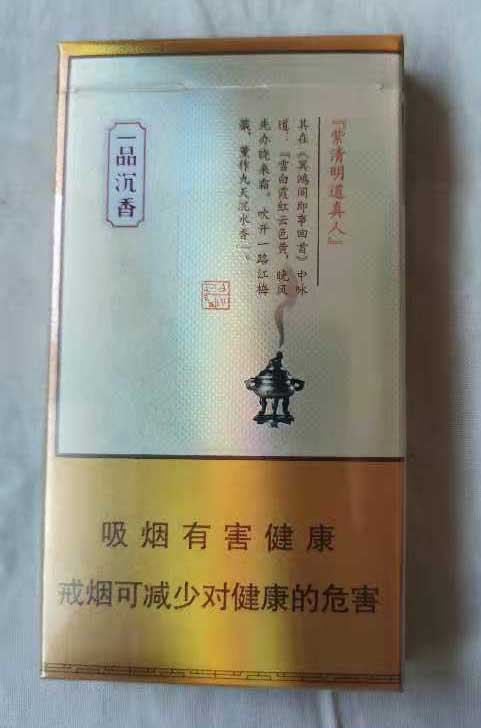 『紫清明道真人』
其在《翼鸿阁即事四首》中咏
道：『雪白霞红云色黄，晚风
先办晓来霜。吹开一路江梅
蕊，薰作九天沉水香』。
一品沉香
吸烟有害健康
戒烟可减少对健康的危害